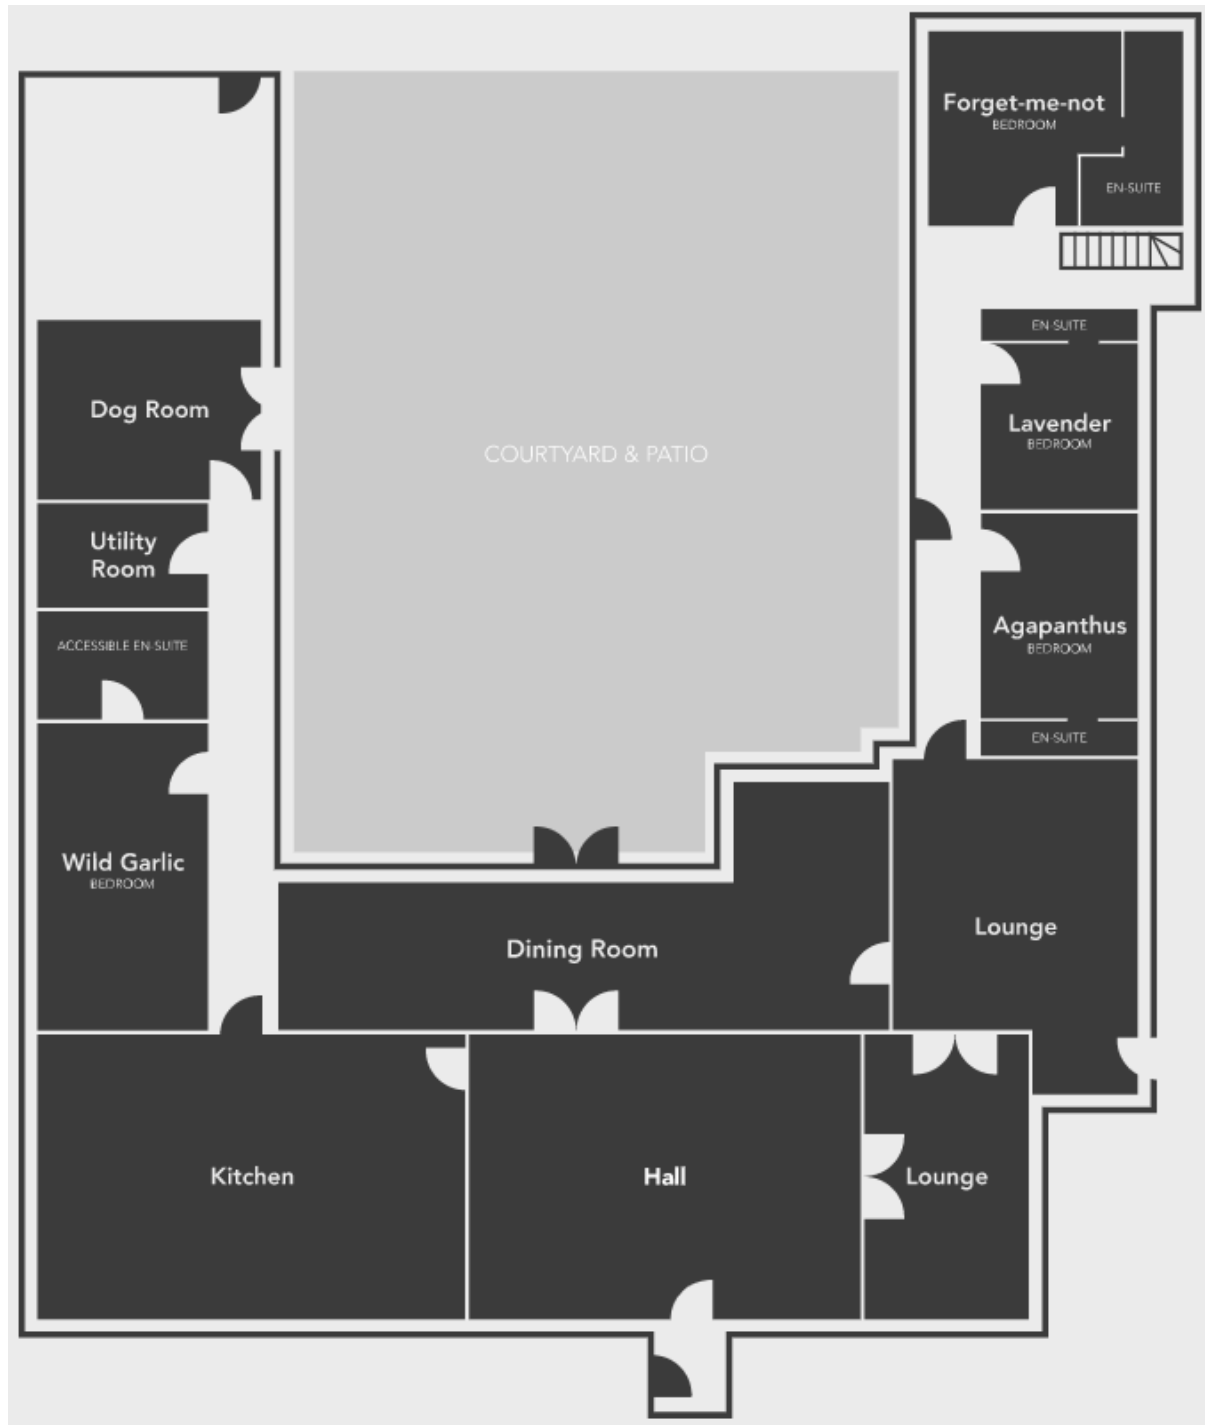 Forget-me-not
BEDROOM
EN-SUITE
EN-SUITE
Dog Room
Lavender
BEDROOM
COURTYARD & PATIO
Utility
Room
Agapanthus
BEDROOM
ACCESSIBLE EN-SUITE
EN-SUITE
Wild Garlic
BEDROOM
Lounge
Dining Room
Kitchen
Hall
Lounge